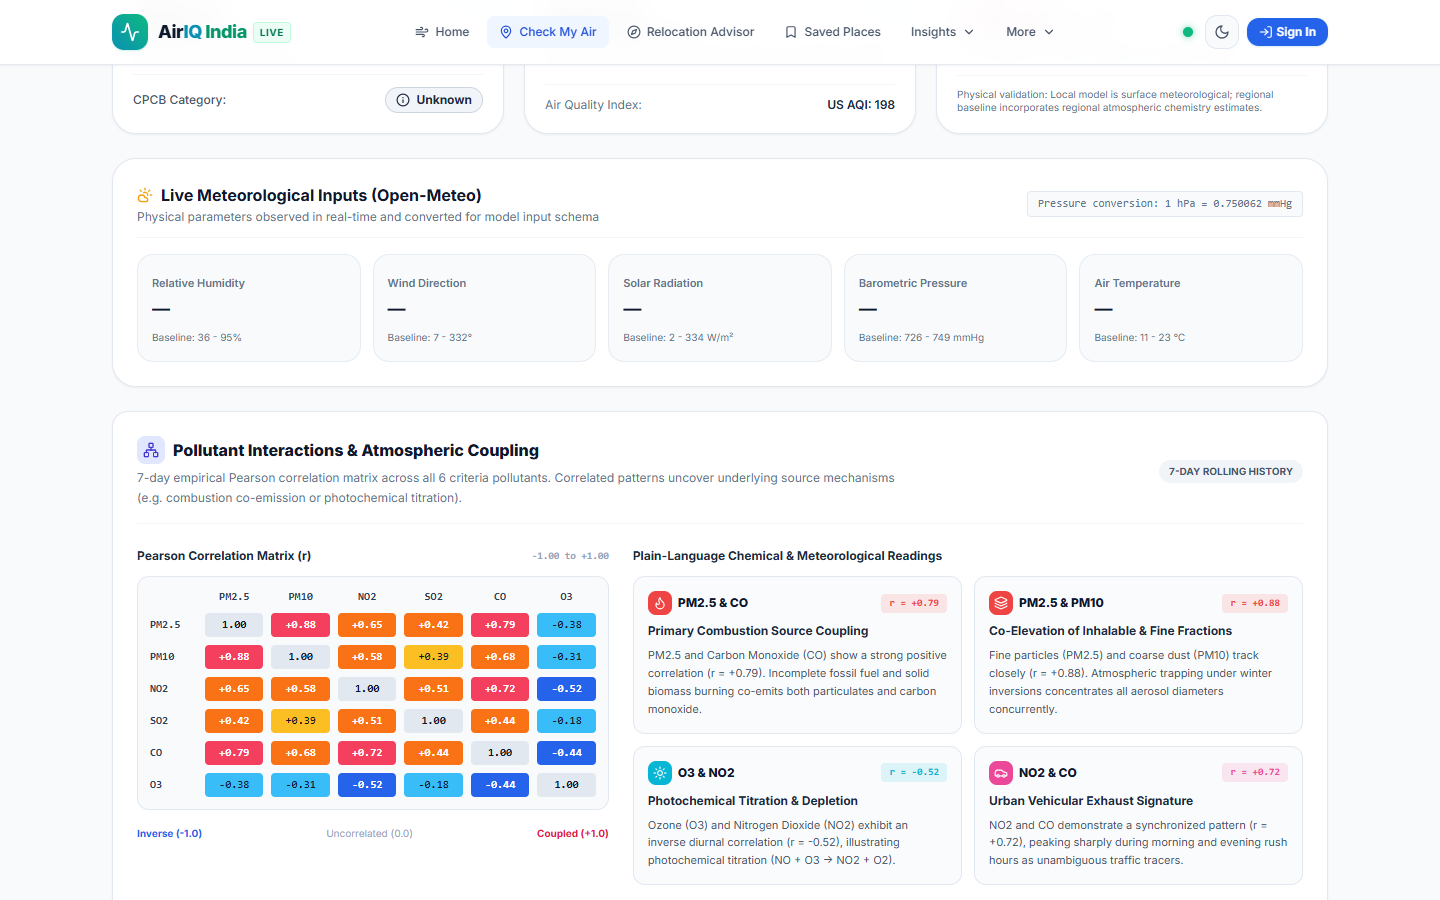 AirIQ India LIVE
Home
Check My Air
Relocation Advisor
Saved Places
Insights
More
Sign In
CPCB Category:
Unknown
Air Quality Index:
US AQI: 198
Physical validation: Local model is surface meteorological; regional
baseline incorporates regional atmospheric chemistry estimates.
Live Meteorological Inputs (Open-Meteo)
Physical parameters observed in real-time and converted for model input schema
Pressure conversion: 1 hPa = 0.750062 mmHg
Relative Humidity
—
Baseline: 36 - 95%
Wind Direction
—
Baseline: 7 - 332°
Solar Radiation
—
Baseline: 2 - 334 W/m²
Barometric Pressure
—
Baseline: 726 - 749 mmHg
Air Temperature
—
Baseline: 11 - 23 °C
Pollutant Interactions & Atmospheric Coupling
7-day empirical Pearson correlation matrix across all 6 criteria pollutants. Correlated patterns uncover underlying source mechanisms
(e.g. combustion co-emission or photochemical titration).
7-DAY ROLLING HISTORY
Pearson Correlation Matrix (r)
-1.00 to +1.00
PM2.5 PM10 NO2 SO2 CO O3
PM2.5 1.00 +0.88 +0.65 +0.42 +0.79 -0.38
PM10 +0.88 1.00 +0.58 +0.39 +0.68 -0.31
NO2 +0.65 +0.58 1.00 +0.51 +0.72 -0.52
SO2 +0.42 +0.39 +0.51 1.00 +0.44 -0.18
CO +0.79 +0.68 +0.72 +0.44 1.00 -0.44
O3 -0.38 -0.31 -0.52 -0.18 -0.44 1.00
Inverse (-1.0)
Uncorrelated (0.0)
Coupled (+1.0)
Plain-Language Chemical & Meteorological Readings
PM2.5 & CO
r = +0.79
Primary Combustion Source Coupling
PM2.5 and Carbon Monoxide (CO) show a strong positive
correlation (r = +0.79). Incomplete fossil fuel and solid
biomass burning co-emits both particulates and carbon
monoxide.
PM2.5 & PM10
r = +0.88
Co-Elevation of Inhalable & Fine Fractions
Fine particles (PM2.5) and coarse dust (PM10) track
closely (r = +0.88). Atmospheric trapping under winter
inversions concentrates all aerosol diameters
concurrently.
O3 & NO2
r = -0.52
Photochemical Titration & Depletion
Ozone (O3) and Nitrogen Dioxide (NO2) exhibit an
inverse diurnal correlation (r = -0.52), illustrating
photochemical titration (NO + O3 → NO2 + O2).
NO2 & CO
r = +0.72
Urban Vehicular Exhaust Signature
NO2 and CO demonstrate a synchronized pattern (r =
+0.72), peaking sharply during morning and evening rush
hours as unambiguous traffic tracers.